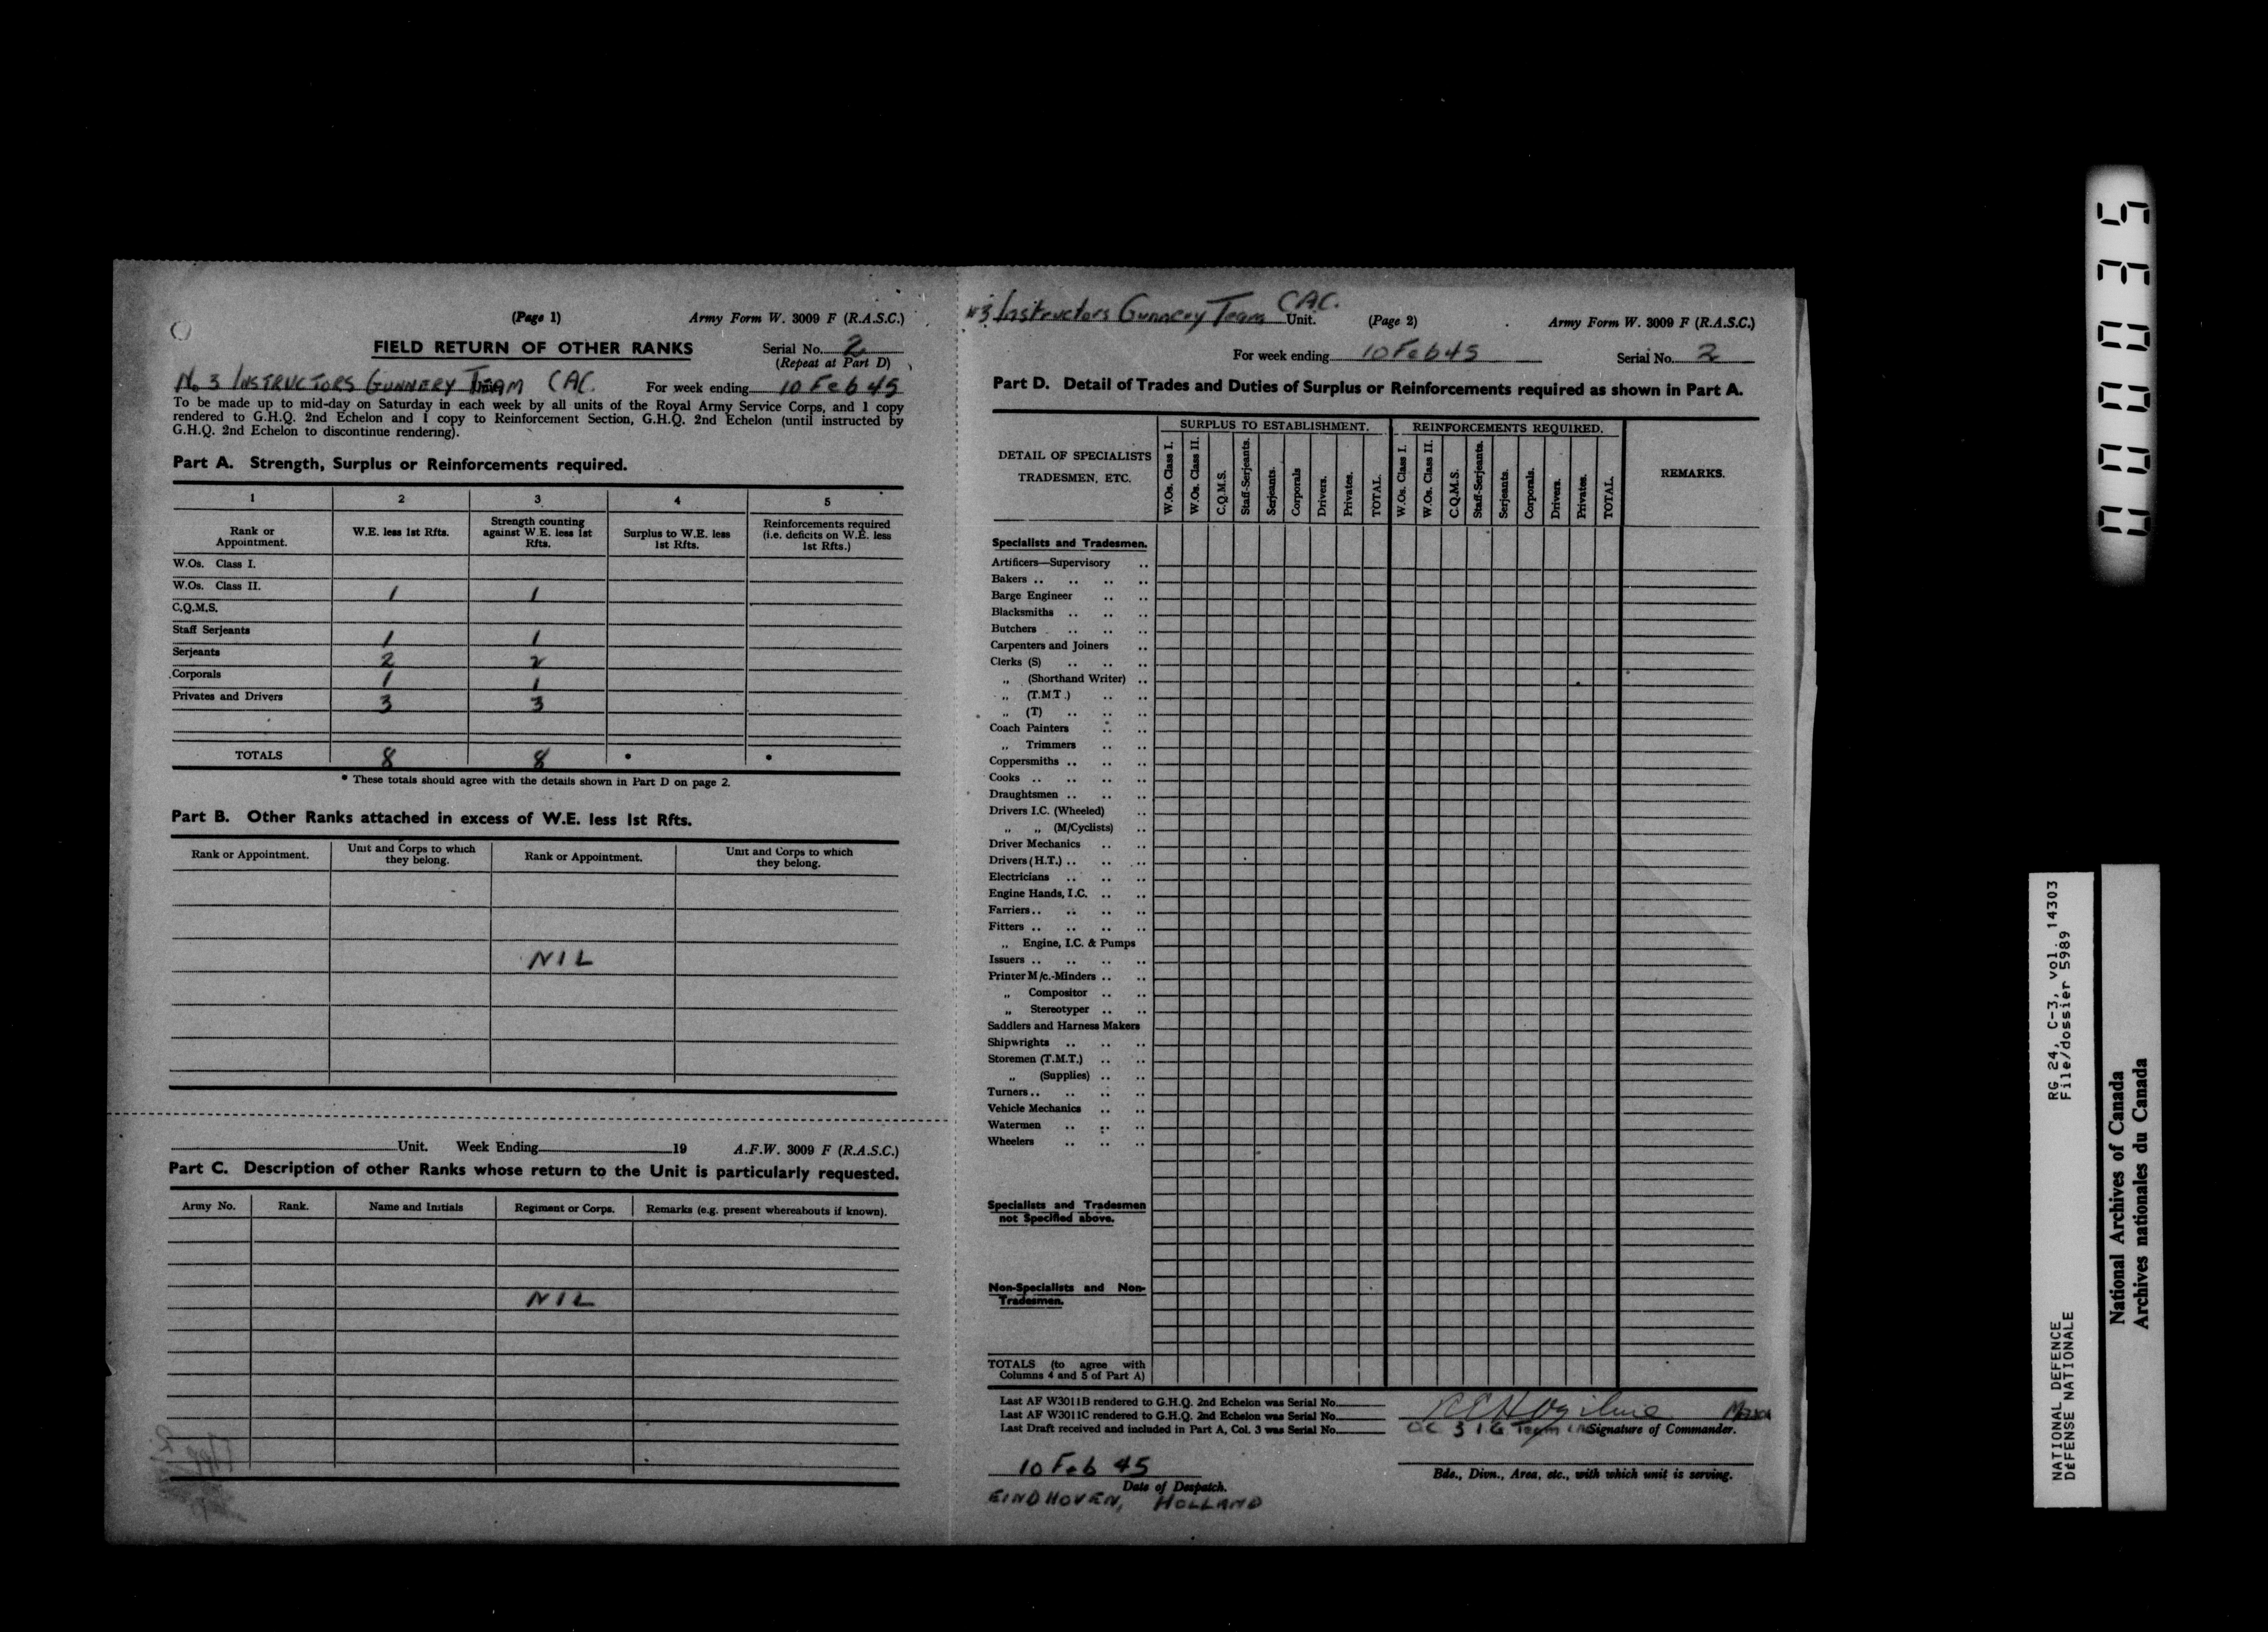 (Page 1) Army Form W. 3009 F (R.A.S.C.)
FIELD RETURN OF OTHER RANKS Serial No. 2
(Repeat at Part D)
No 3 INSTRUCTORS GUNNERY TEAM CAC. For week ending 10 Feb 45
To be made up to mid-day on Saturday in each week by all units of the Royal Army Service Corps, and 1 copy
rendered to G.H.Q. 2nd Echelon and 1 copy to Reinforcement Section, G.H.Q. 2nd Echelon (until instructed by
G.H.Q. 2nd Echelon to discontinue rendering).
Part A. Strength, Surplus or Reinforcements required.
1 2 3 4 5
Rank or Appointment. W.E. less 1st Rfts. Strength counting against W.E. less 1st Rfts. Surplus to W.E. less 1st Rfts. Reinforcements required (i.e. deficits on W.E. less 1st Rfts.)
W.Os. Class I.
W.Os. Class II. 1 1
C.Q.M.S.
Staff Serjeants 1 1
Serjeants 2 2
Corporals 1 1
Privates and Drivers 3 3
TOTALS 8 8 * *
* These totals should agree with the details shown in Part D on page 2.
Part B. Other Ranks attached in excess of W.E. less 1st Rfts.
Rank or Appointment. Unit and Corps to which they belong. Rank or Appointment. Unit and Corps to which they belong.
NIL
Unit. Week Ending 19 A.F.W. 3009 F (R.A.S.C.)
Part C. Description of other Ranks whose return to the Unit is particularly requested.
Army No. Rank. Name and Initials Regiment or Corps. Remarks (e.g. present whereabouts if known).
NIL
#3 Instructors Gunnery Team CAC. Unit. (Page 2) Army Form W. 3009 F (R.A.S.C.)
For week ending 10 Feb 45 Serial No. 2
Part D. Detail of Trades and Duties of Surplus or Reinforcements required as shown in Part A.
DETAIL OF SPECIALISTS TRADESMEN, ETC. SURPLUS TO ESTABLISHMENT. REINFORCEMENTS REQUIRED. REMARKS.
W.Os. Class I. W.Os. Class II. C.Q.M.S. Staff-Serjeants. Serjeants. Corporals Drivers. Privates. TOTAL. W.Os. Class I. W.Os. Class II. C.Q.M.S. Staff-Serjeants. Serjeants. Corporals. Drivers. Privates. TOTAL.
Specialists and Tradesmen.
Artificers—Supervisory ..
Bakers .. .. .. ..
Barge Engineer .. ..
Blacksmiths .. .. ..
Butchers .. .. ..
Carpenters and Joiners ..
Clerks (S) .. .. ..
,, (Shorthand Writer) ..
,, (T.M.T.) .. ..
,, (T) .. .. ..
Coach Painters .. ..
,, Trimmers .. ..
Coppersmiths .. .. ..
Cooks .. .. .. ..
Draughtsmen .. .. ..
Drivers I.C. (Wheeled) ..
,, ,, (M/Cyclists) ..
Driver Mechanics .. ..
Drivers (H.T.) .. .. ..
Electricians .. .. ..
Engine Hands, I.C. .. ..
Farriers .. .. .. ..
Fitters .. .. .. ..
,, Engine, I.C. & Pumps
Issuers .. .. .. ..
Printer M/c.-Minders .. ..
,, Compositor .. ..
,, Stereotyper .. ..
Saddlers and Harness Makers
Shipwrights .. .. ..
Storemen (T.M.T.) .. ..
,, (Supplies) .. ..
Turners .. .. .. ..
Vehicle Mechanics .. ..
Watermen .. .. ..
Wheelers .. .. ..
Specialists and Tradesmen
not Specified above.
Non-Specialists and Non-
Tradesmen.
TOTALS (to agree with
Columns 4 and 5 of Part A)
Last AF W3011B rendered to G.H.Q. 2nd Echelon was Serial No.
Last AF W3011C rendered to G.H.Q. 2nd Echelon was Serial No.
Last Draft received and included in Part A, Col. 3 was Serial No.
Ogilvie Major
OC 3 I G Team Signature of Commander.
10 Feb 45
Date of Despatch.
Bde., Divn., Area, etc., with which unit is serving.
EINDHOVEN, HOLLAND
000035
RG 24, C-3, vol. 14303
File/dossier 5989
NATIONAL DEFENCE
DÉFENSE NATIONALE
National Archives of Canada
Archives nationales du Canada